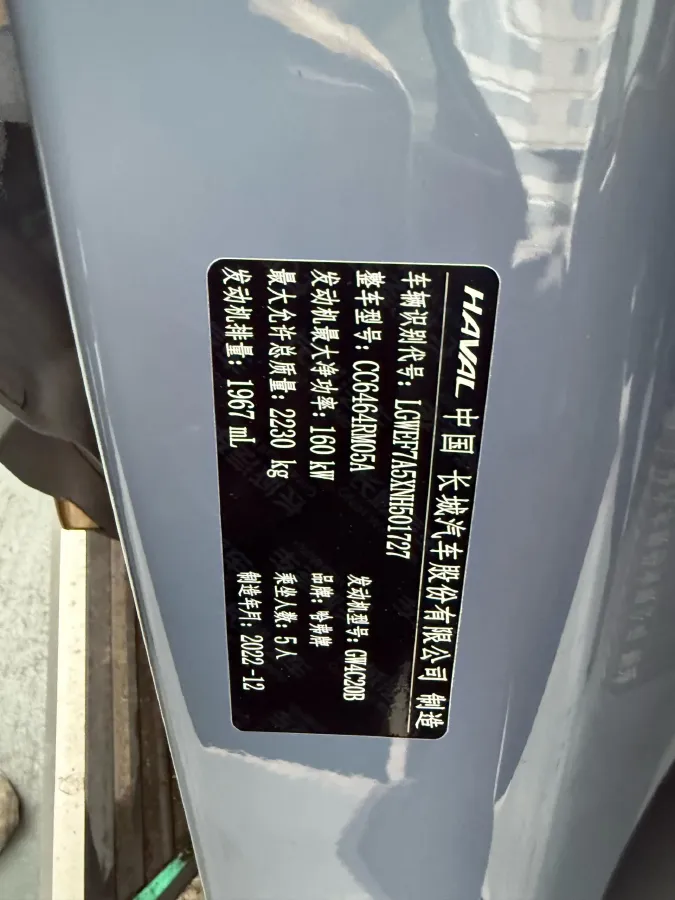 HAVAL 中国 长城汽车股份有限公司 制造
车辆识别代号: LGWEF7A5XNH501727
整车型号: CC6464RM05A 发动机型号: GW4C20B
发动机最大净功率: 160 kW 品牌: 哈弗牌
最大允许总质量: 2230 kg 乘坐人数: 5人
发动机排量: 1967 mL 制造年月: 2022-12